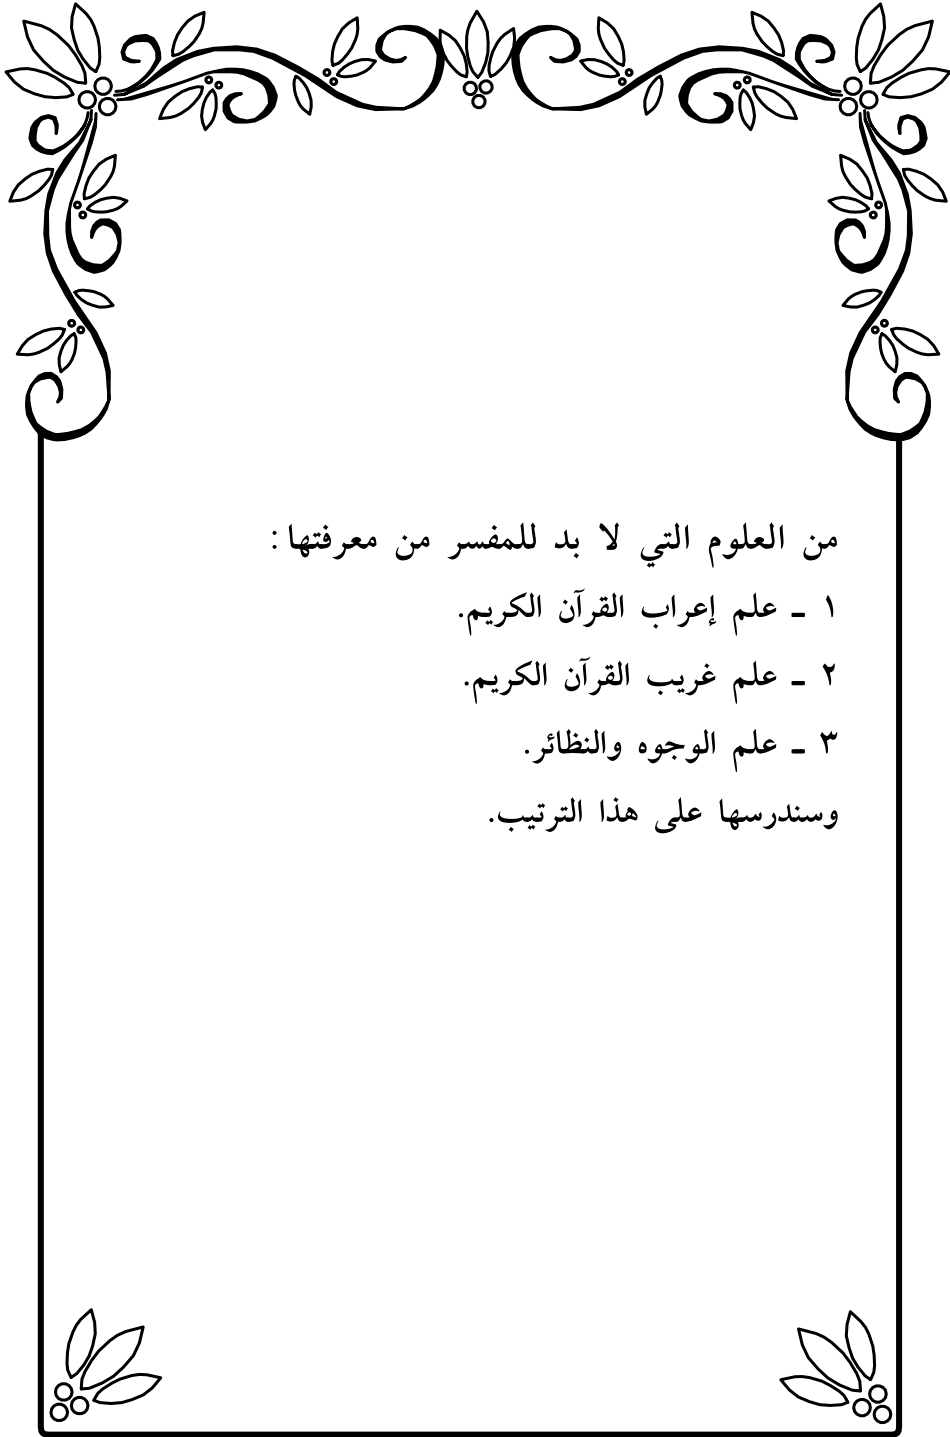 من العلوم التي لا بد للمفسر من معرفتها:
١ ـ علم إعراب القرآن الكريم.
٢ ـ علم غريب القرآن الكريم.
٣ ـ علم الوجوه والنظائر.
وسندرسها على هذا الترتيب.